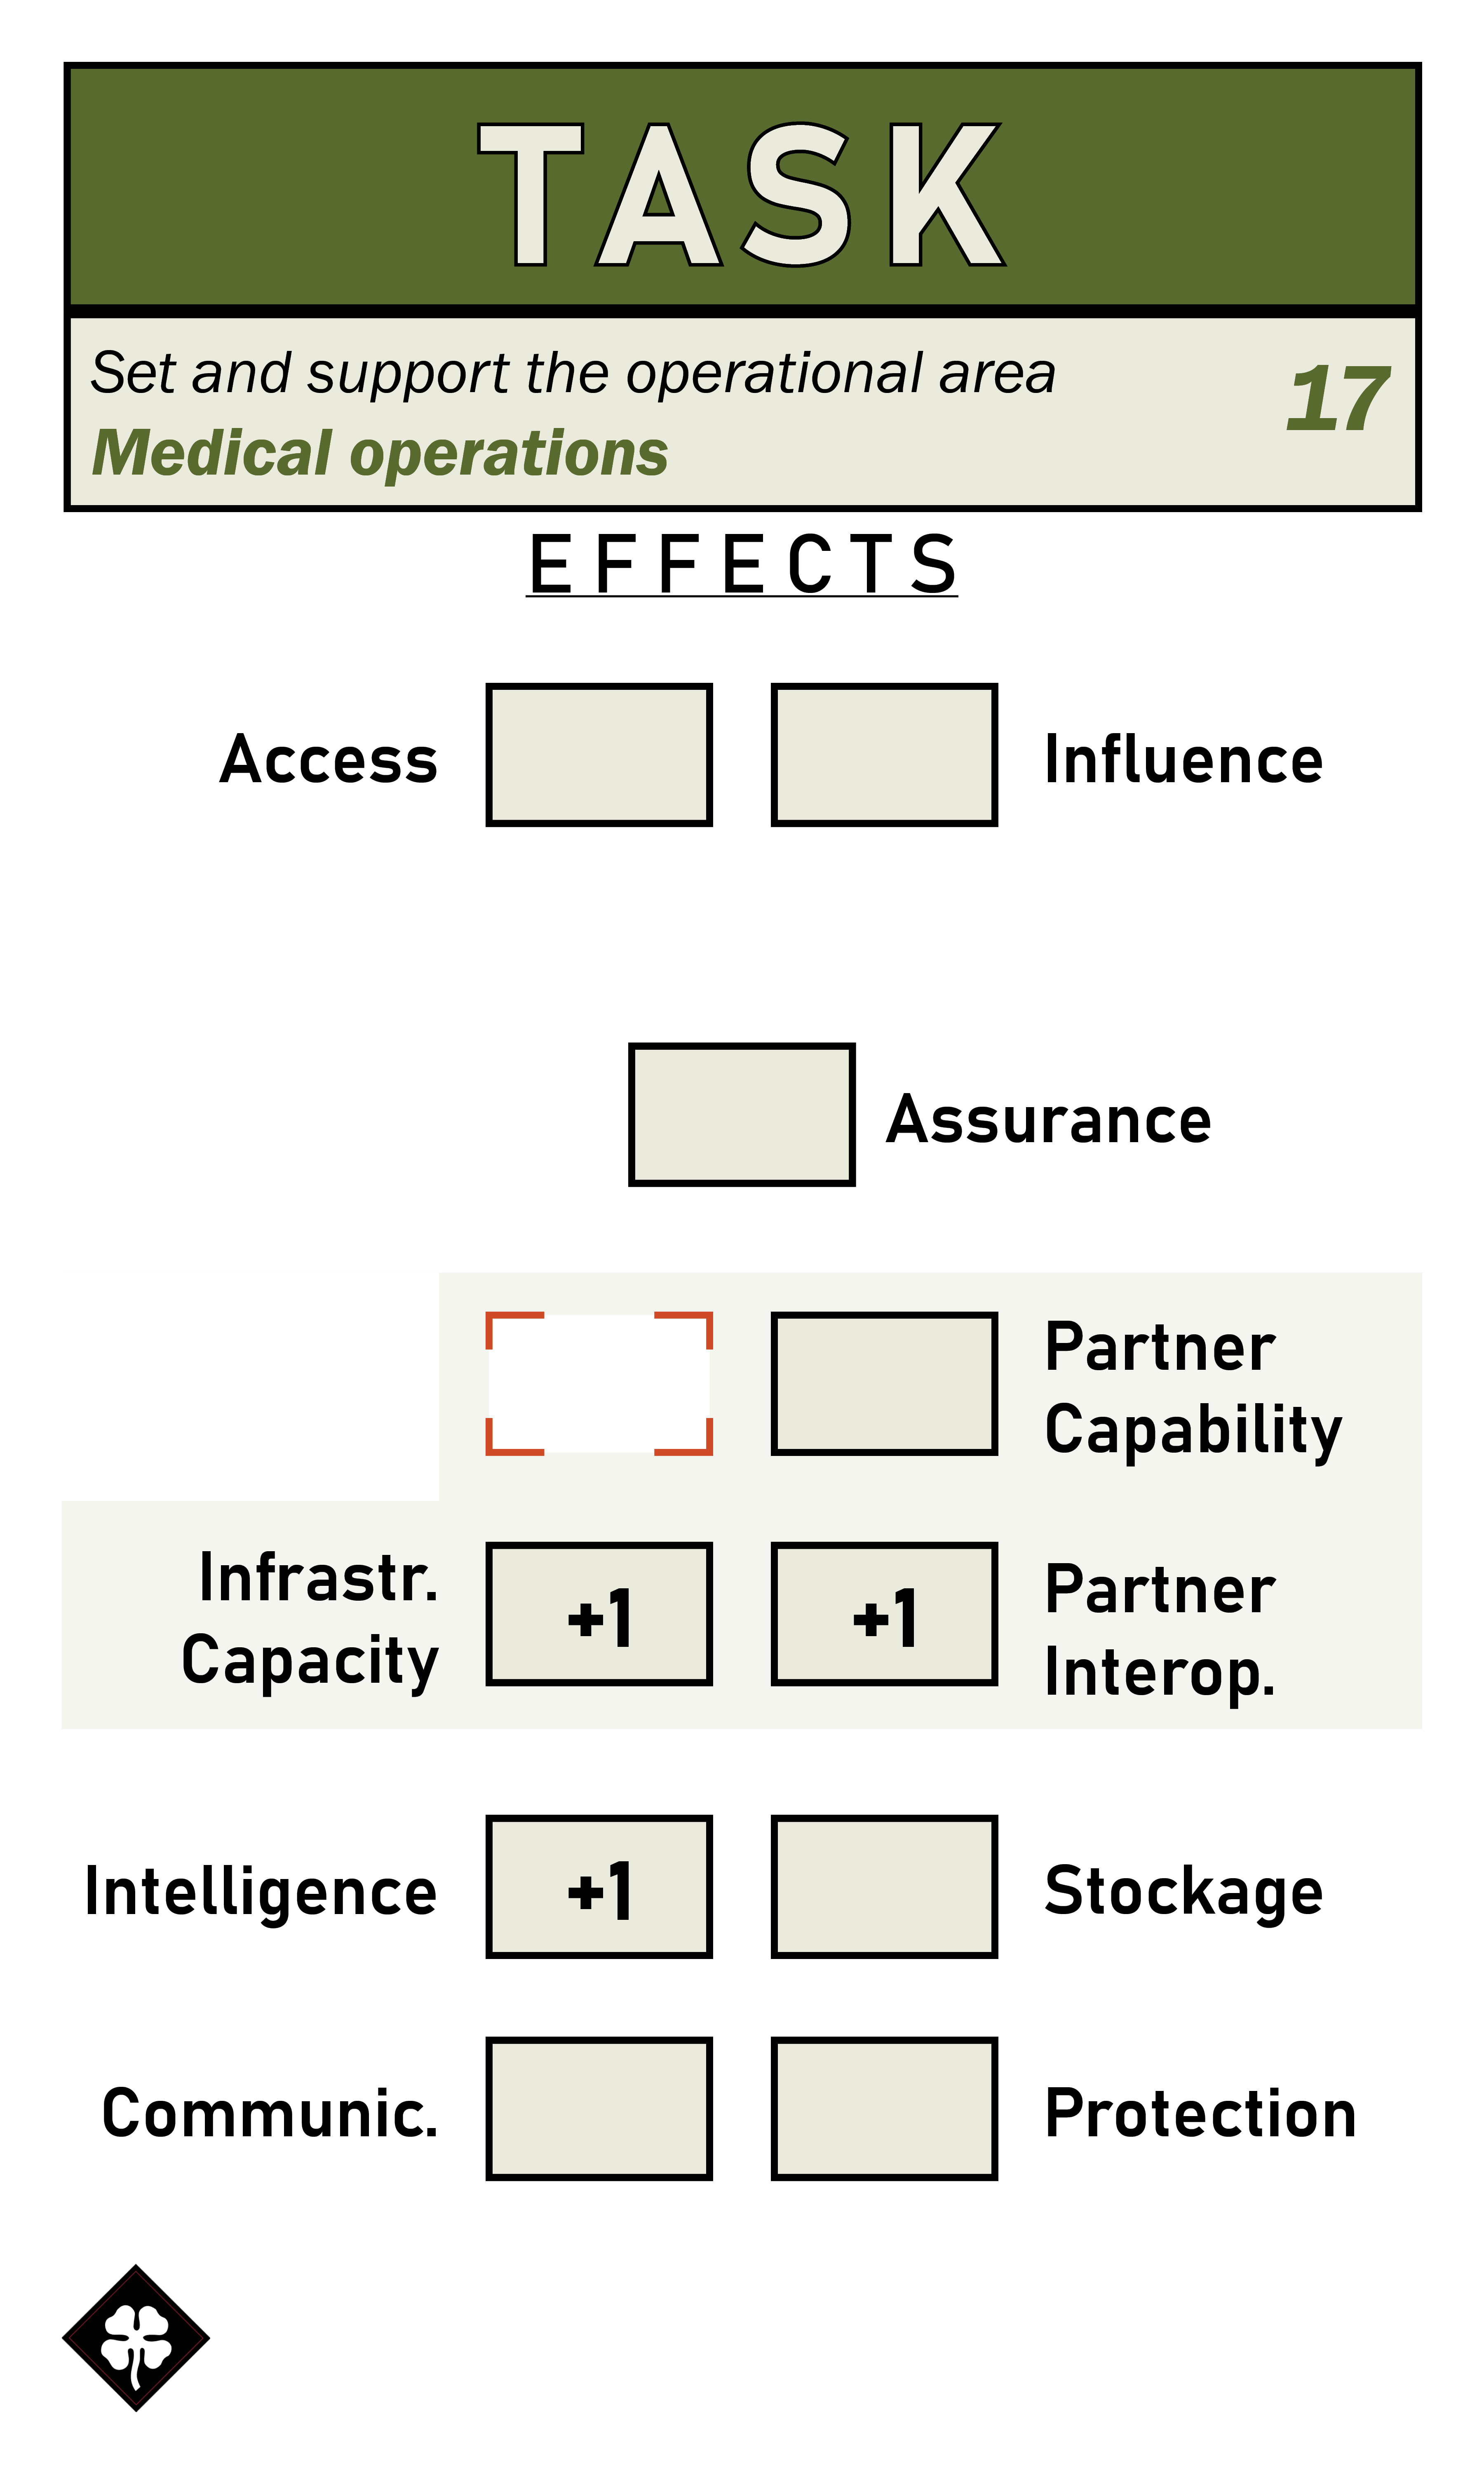 TASK
Set and support the operational area
17
Medical operations
EFFECTS
Access
Influence
Assurance
Partner
Capability
Infrastr.
Capacity
+1
+1
Partner
Interop.
Intelligence
+1
Stockage
Communic.
Protection